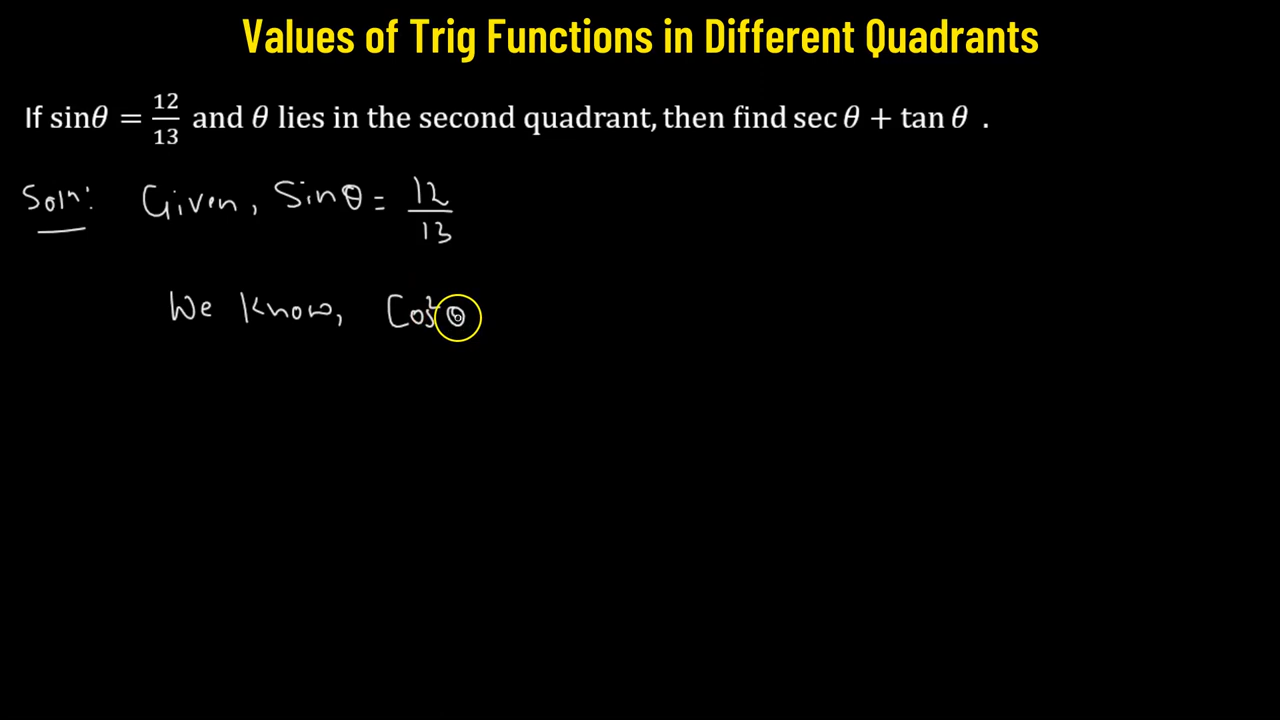 Values of Trig Functions in Different Quadrants
If sinθ = 12/13 and θ lies in the second quadrant, then find sec θ + tan θ .
Soln: Given, Sinθ = 12/13
We Know, Cos²θ